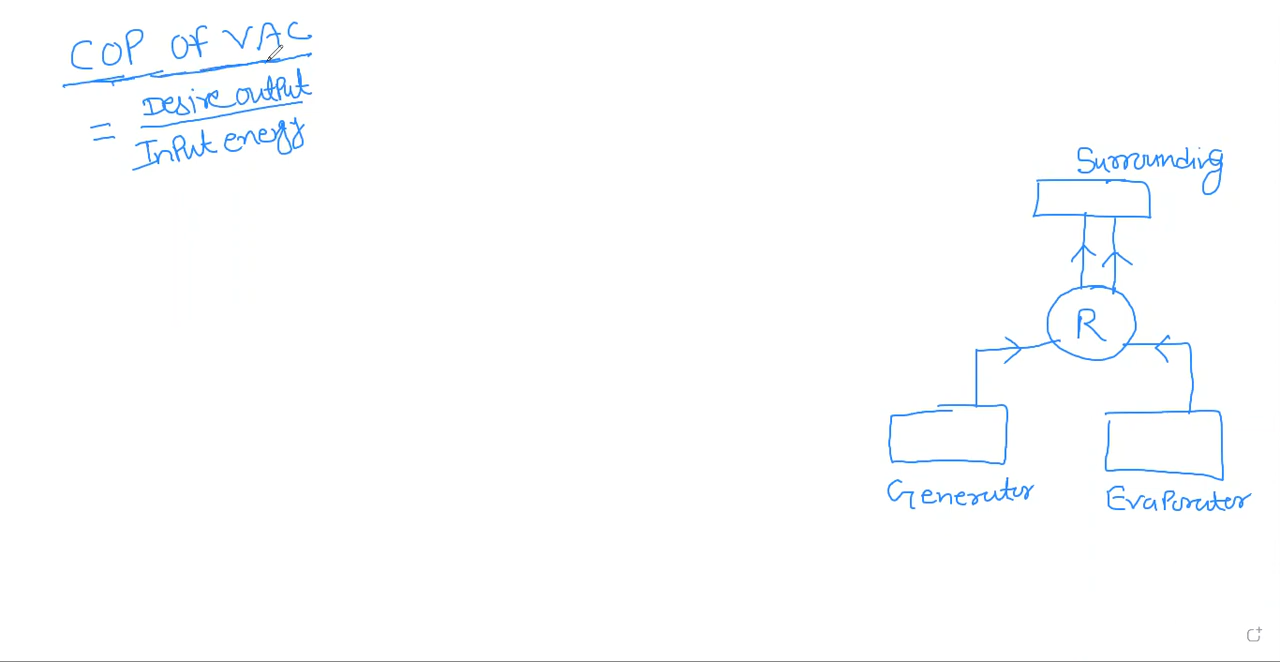 COP of VAC
= Desire output
Input energy
Surrounding
R
Generator
Evaporator